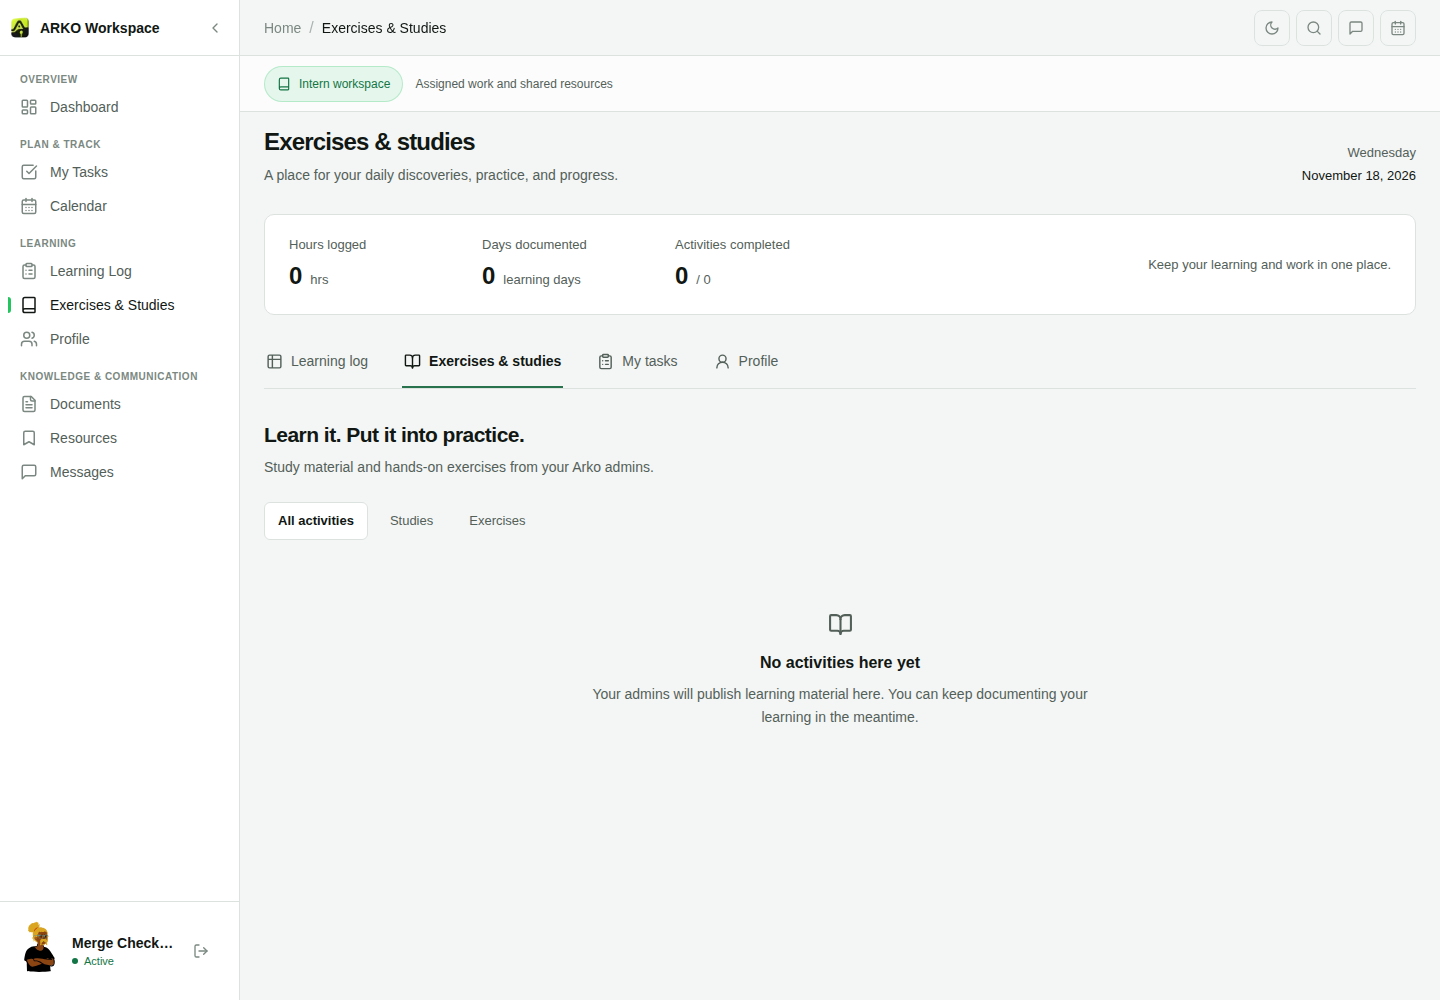 ARKO Workspace
OVERVIEW
Dashboard
PLAN & TRACK
My Tasks
Calendar
LEARNING
Learning Log
Exercises & Studies
Profile
KNOWLEDGE & COMMUNICATION
Documents
Resources
Messages
Merge Check...
Active
Home / Exercises & Studies
Intern workspace
Assigned work and shared resources
Exercises & studies
A place for your daily discoveries, practice, and progress.
Wednesday
November 18, 2026
Hours logged
0 hrs
Days documented
0 learning days
Activities completed
0 / 0
Keep your learning and work in one place.
Learning log
Exercises & studies
My tasks
Profile
Learn it. Put it into practice.
Study material and hands-on exercises from your Arko admins.
All activities
Studies
Exercises
No activities here yet
Your admins will publish learning material here. You can keep documenting your
learning in the meantime.